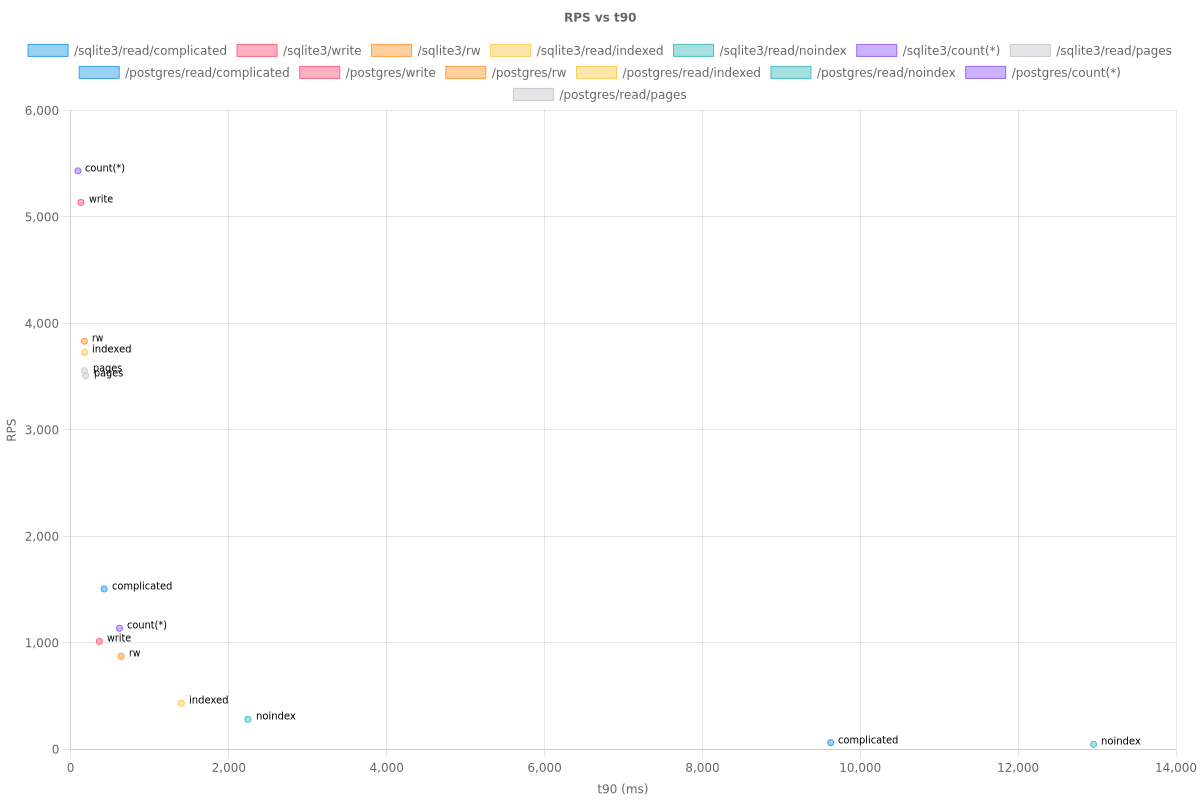 RPS vs t90
/sqlite3/read/complicated /sqlite3/write /sqlite3/rw /sqlite3/read/indexed /sqlite3/read/noindex /sqlite3/count(*) /sqlite3/read/pages
/postgres/read/complicated /postgres/write /postgres/rw /postgres/read/indexed /postgres/read/noindex /postgres/count(*)
/postgres/read/pages
6,000
count(*)
write
5,000
4,000
rw
indexed
pages
pages
3,000
RPS
2,000
complicated
count(*)
write
1,000
rw
indexed
noindex
complicated
noindex
0
0 2,000 4,000 6,000 8,000 10,000 12,000 14,000
t90 (ms)